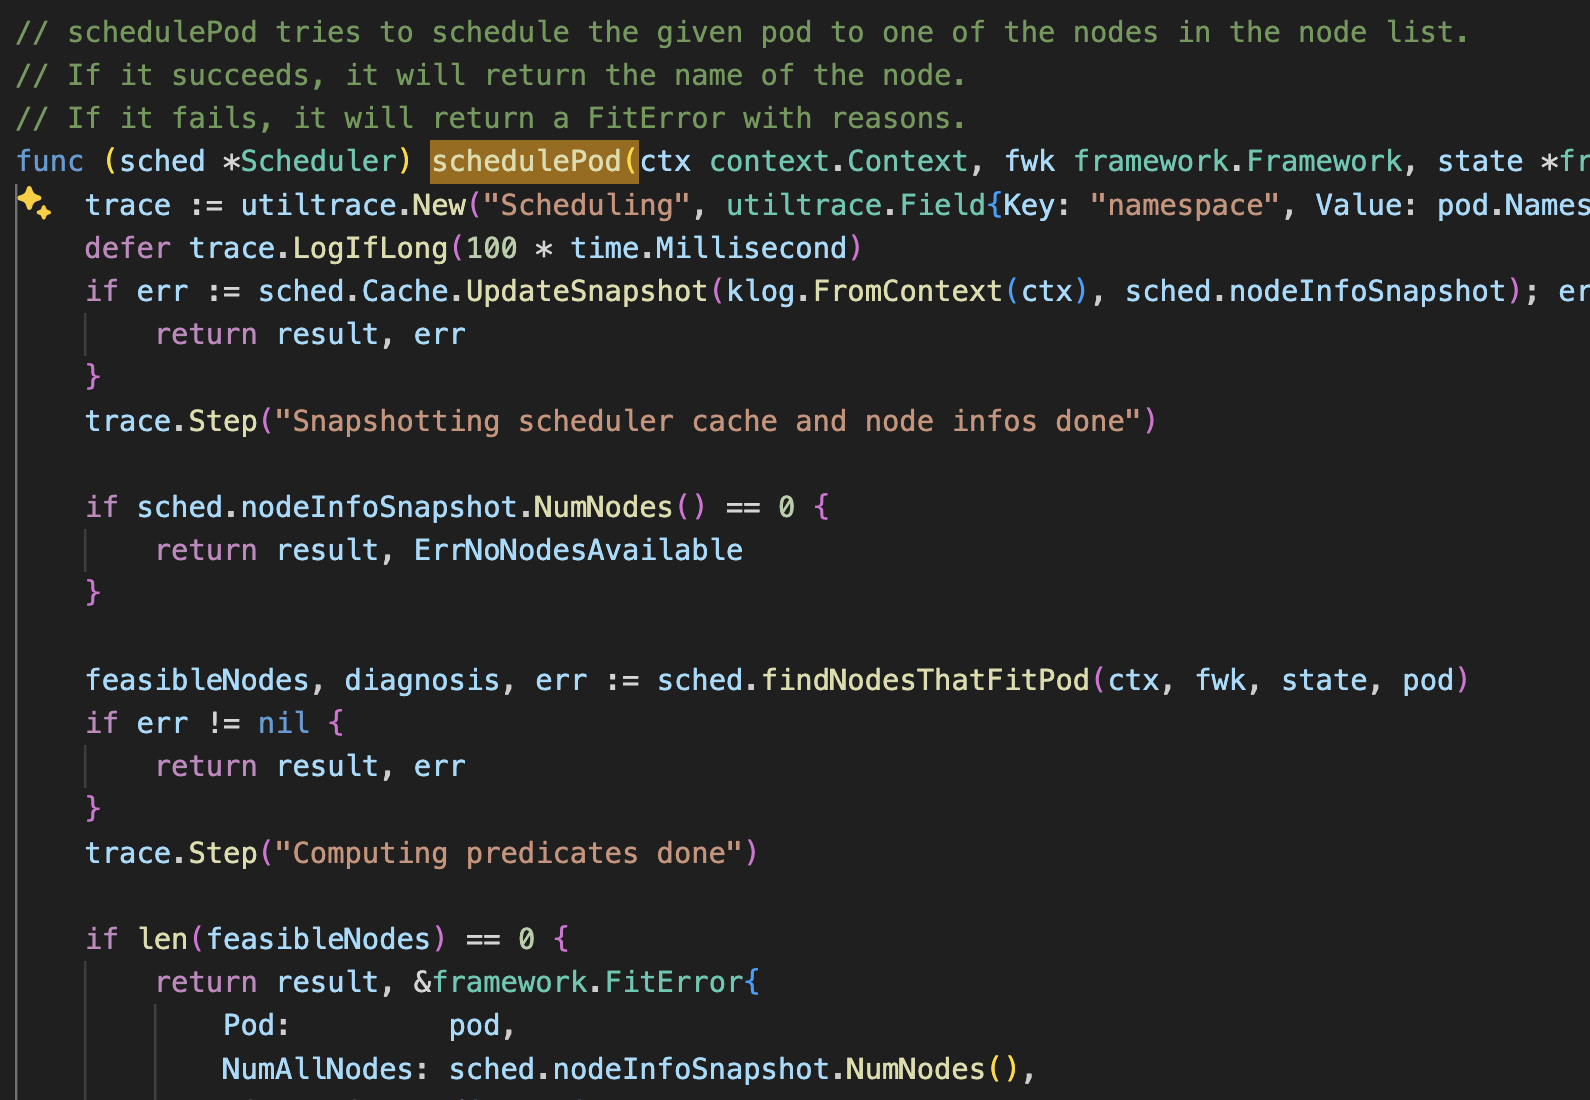 // schedulePod tries to schedule the given pod to one of the nodes in the node list.
// If it succeeds, it will return the name of the node.
// If it fails, it will return a FitError with reasons.
func (sched *Scheduler) schedulePod(ctx context.Context, fwk framework.Framework, state *fr
    trace := utiltrace.New("Scheduling", utiltrace.Field{Key: "namespace", Value: pod.Names
    defer trace.LogIfLong(100 * time.Millisecond)
    if err := sched.Cache.UpdateSnapshot(klog.FromContext(ctx), sched.nodeInfoSnapshot); er
        return result, err
    }
    trace.Step("Snapshotting scheduler cache and node infos done")

    if sched.nodeInfoSnapshot.NumNodes() == 0 {
        return result, ErrNoNodesAvailable
    }

    feasibleNodes, diagnosis, err := sched.findNodesThatFitPod(ctx, fwk, state, pod)
    if err != nil {
        return result, err
    }
    trace.Step("Computing predicates done")

    if len(feasibleNodes) == 0 {
        return result, &framework.FitError{
            Pod:         pod,
            NumAllNodes: sched.nodeInfoSnapshot.NumNodes(),